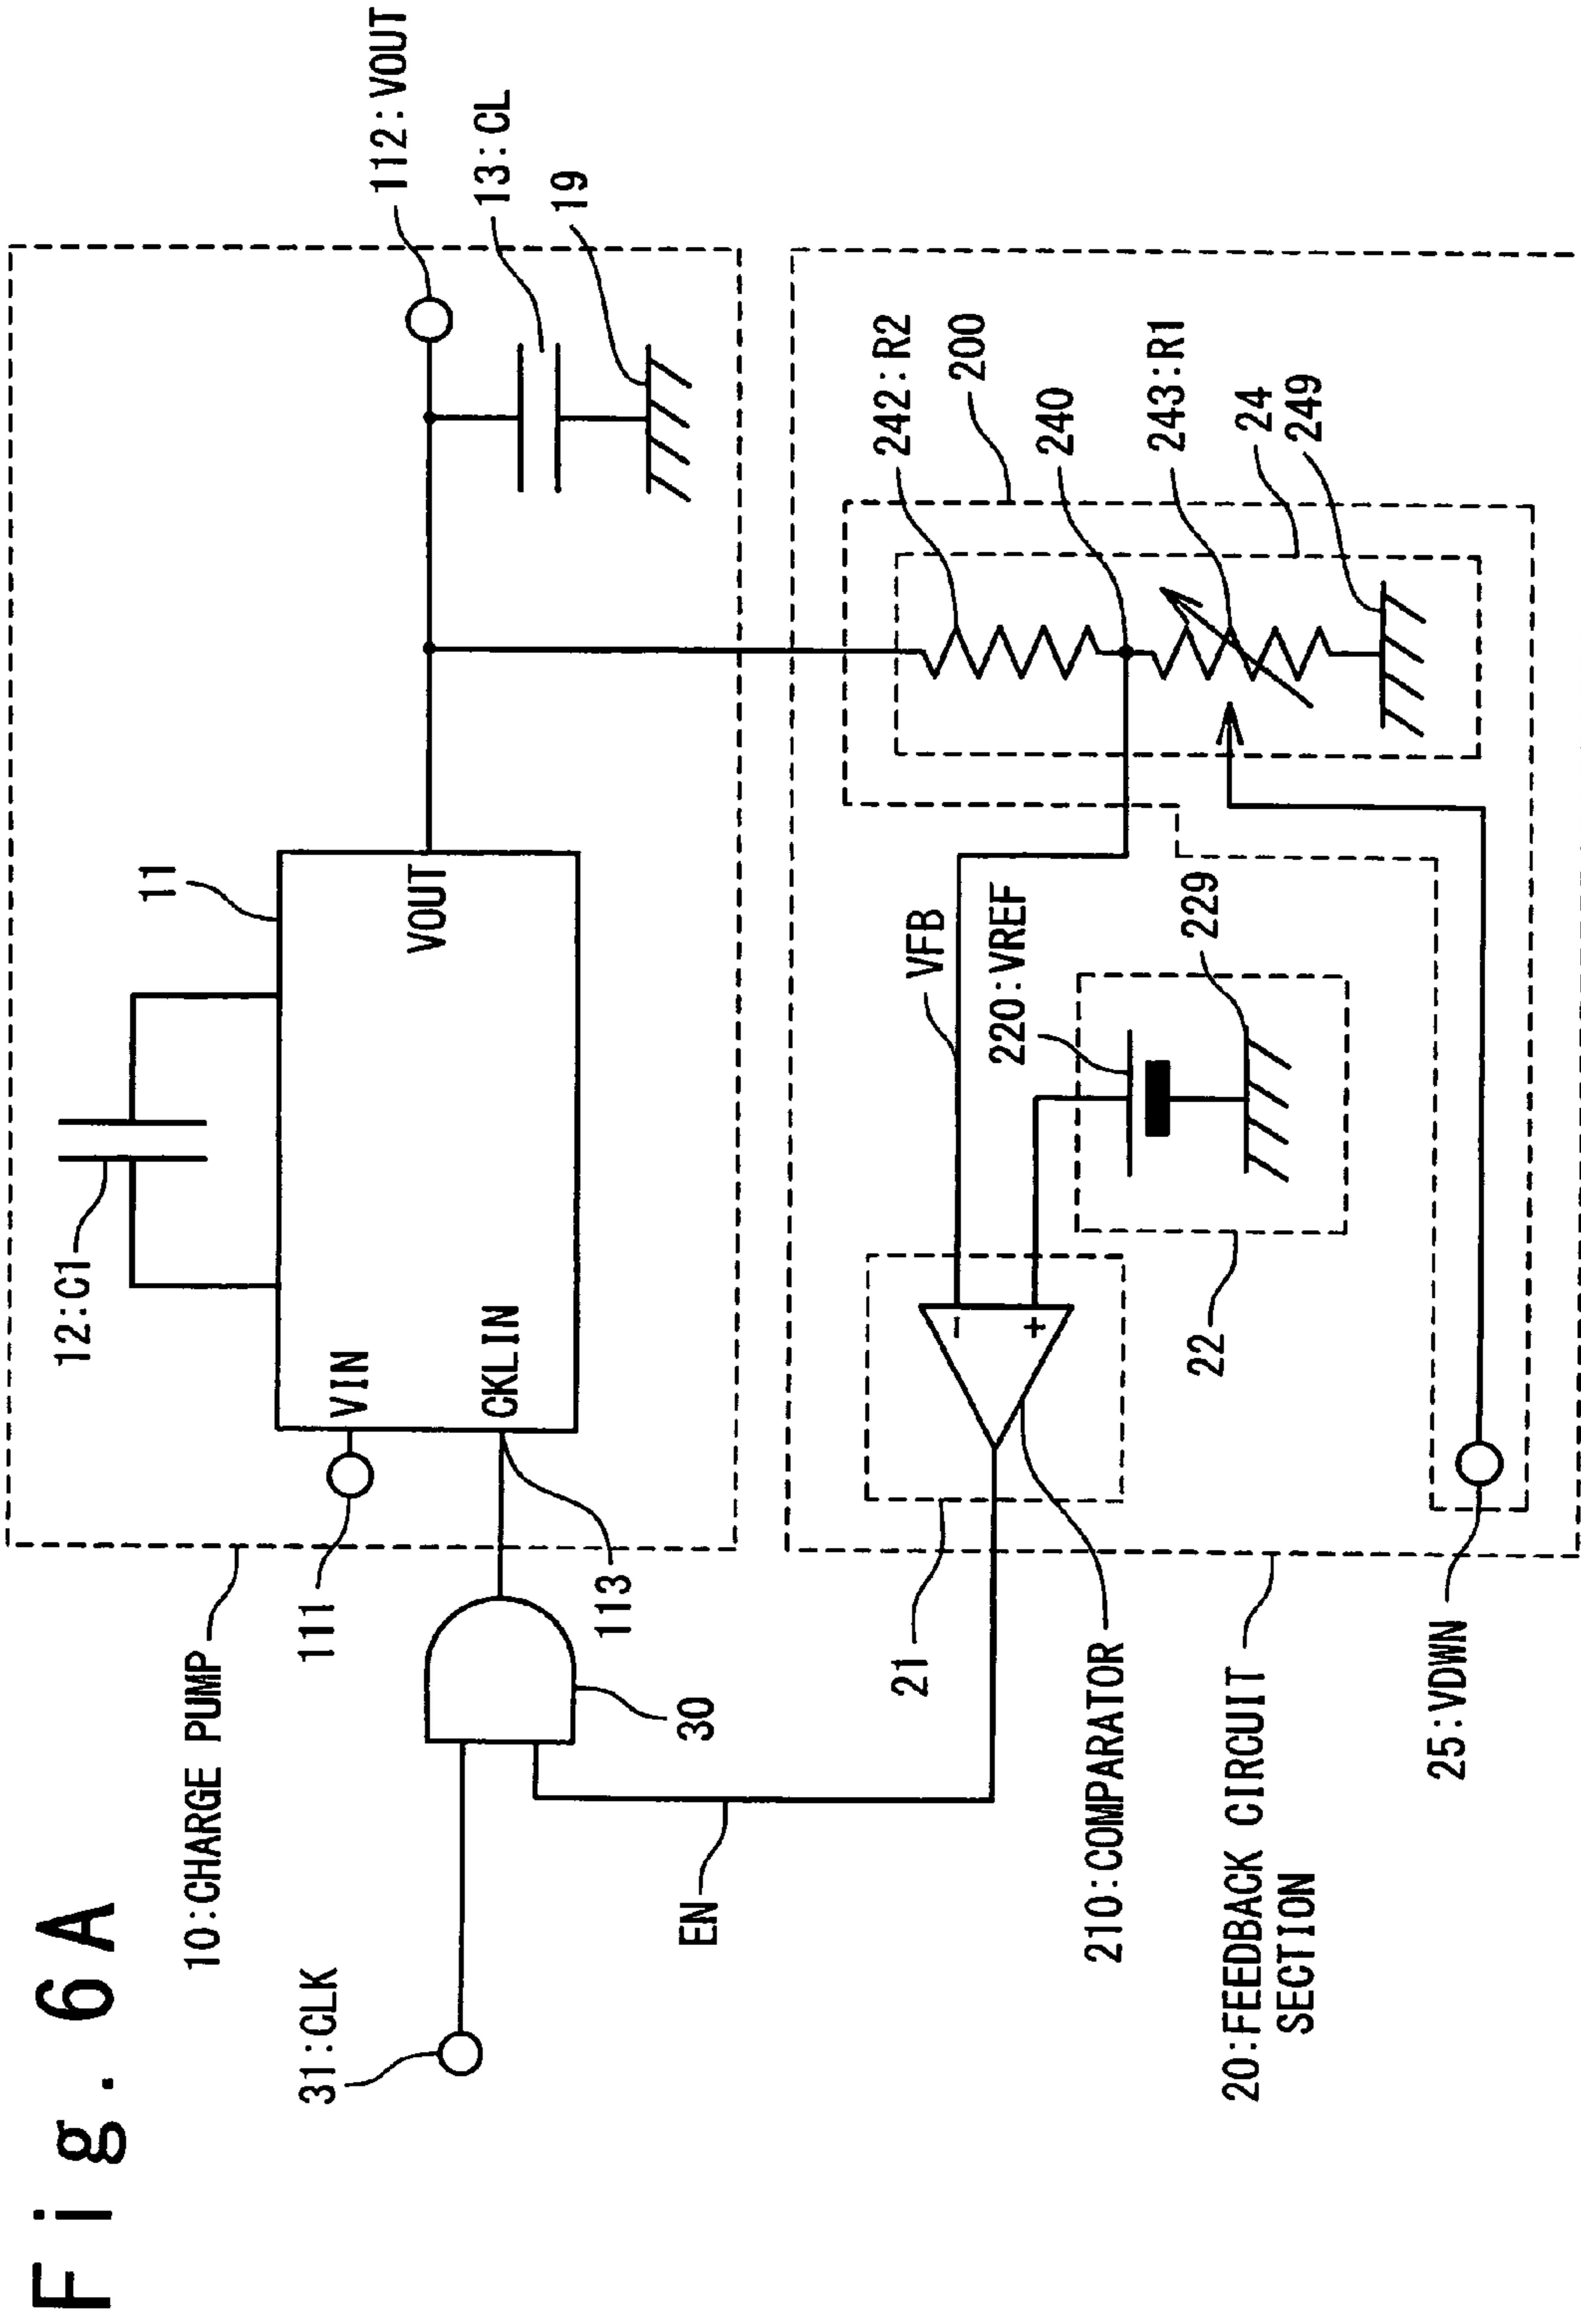 Fig. 6A
10:CHARGE PUMP
12:C1
11
112:VOUT
VIN
VOUT
13:CL
111
31:CLK
CKLIN
19
113
30
EN
242:R2
200
21
VFB
220:VREF
240
210:COMPARATOR
-
+
229
243:R1
22
24
249
20:FEEDBACK CIRCUIT
SECTION
25:VDWN